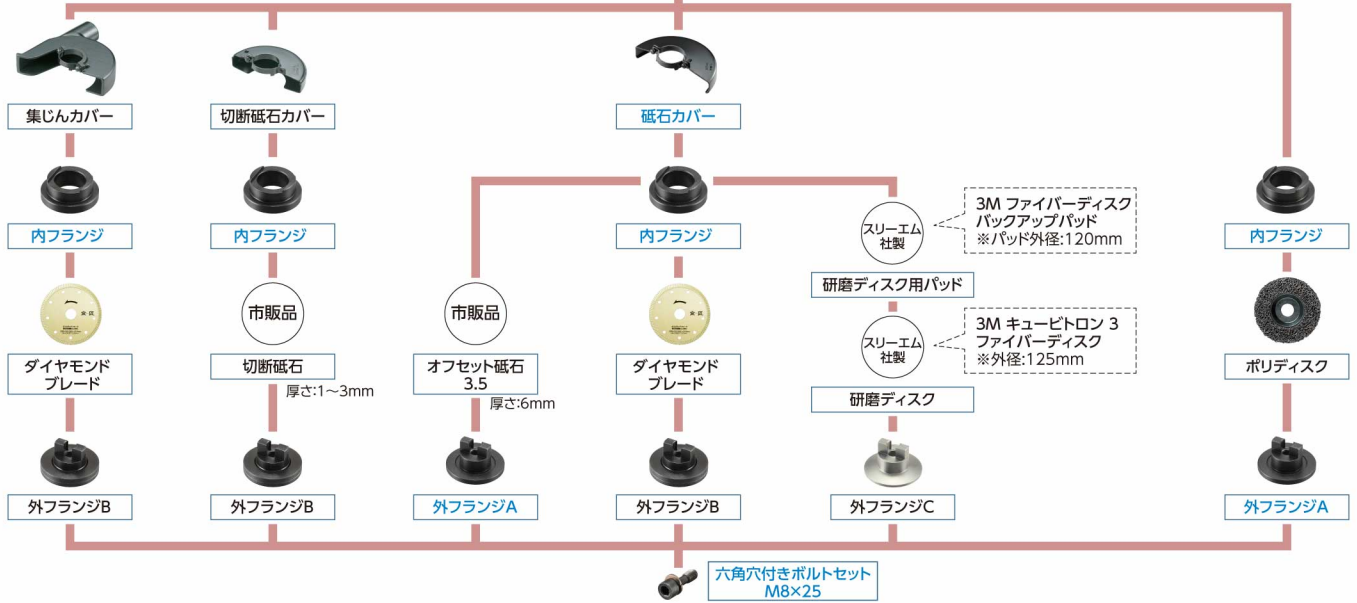 集じんカバー
切断砥石カバー
砥石カバー
内フランジ
内フランジ
内フランジ
内フランジ
スリーエム
社製
3M ファイバーディスク
バックアップパッド
※パッド外径:120mm
研磨ディスク用パッド
市販品
市販品
スリーエム
社製
3M キュービトロン 3
ファイバーディスク
※外径:125mm
ダイヤモンド
ブレード
切断砥石
厚さ:1〜3mm
オフセット砥石
3.5
厚さ:6mm
ダイヤモンド
ブレード
研磨ディスク
ポリディスク
外フランジB
外フランジB
外フランジA
外フランジB
外フランジC
外フランジA
六角穴付きボルトセット
M8×25